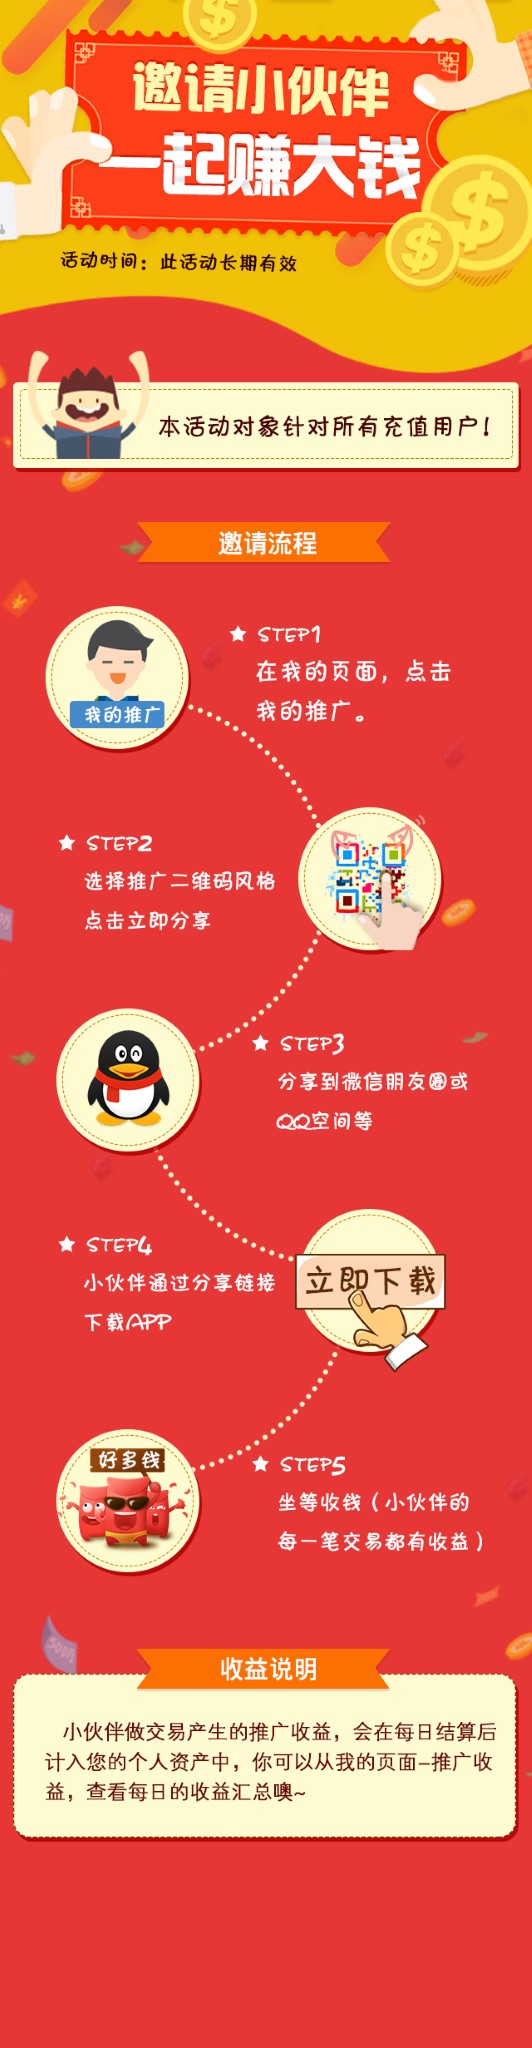 邀请小伙伴
一起赚大钱
活动时间：此活动长期有效
本活动对象针对所有充值用户！
邀请流程
STEP1
在我的页面，点击
我的推广。
我的推广
STEP2
选择推广二维码风格
点击立即分享
STEP3
分享到微信朋友圈或
QQ空间等
STEP4
小伙伴通过分享链接
下载APP
立即下载
好多钱
STEP5
坐等收钱（小伙伴的
每一笔交易都有收益）
收益说明
小伙伴做交易产生的推广收益，会在每日结算后
计入您的个人资产中，你可以从我的页面-推广收
益，查看每日的收益汇总噢~